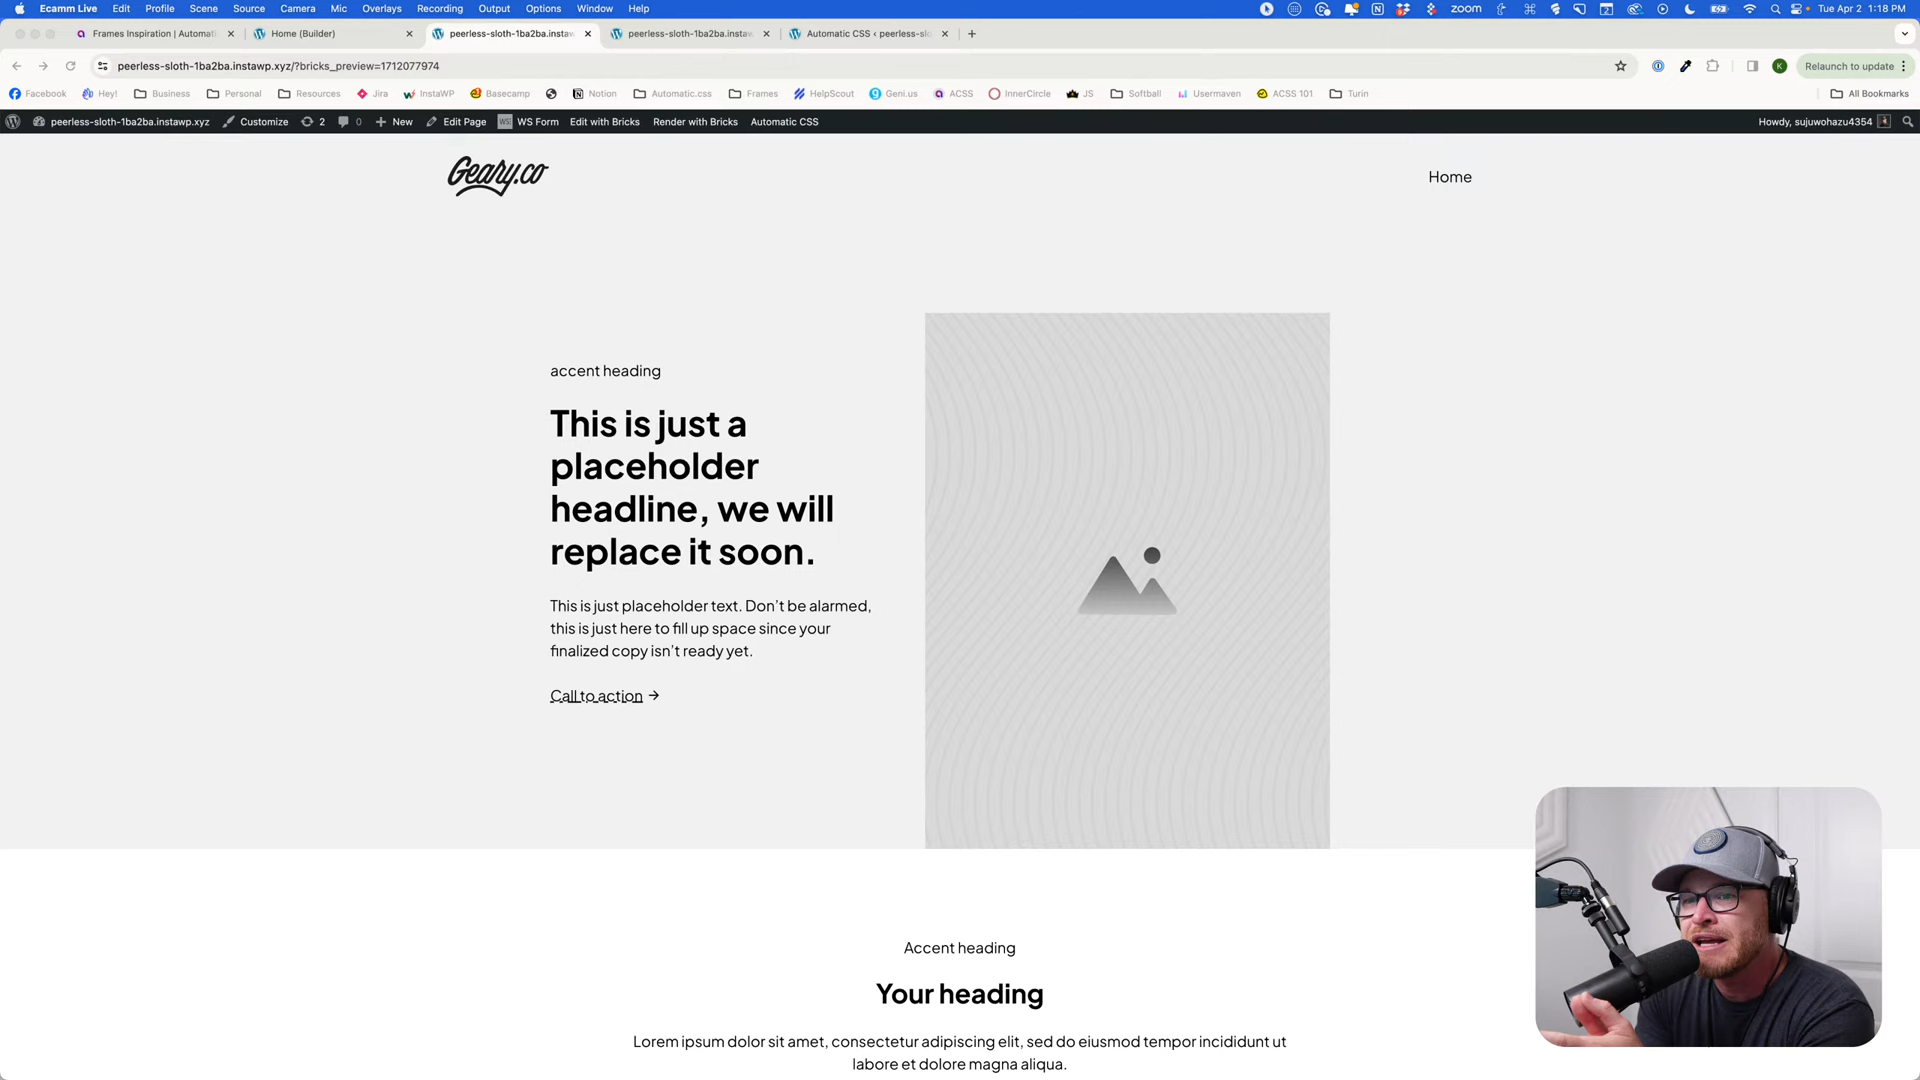 Ecamm Live Edit Profile Scene Source Camera Mic Overlays Recording Output Options Window Help zoom Tue Apr 2 1:18 PM
Frames Inspiration | Automati Home (Builder) peerless-sloth-1ba2ba.instaw peerless-sloth-1ba2ba.instaw Automatic CSS ‹ peerless-slo
peerless-sloth-1ba2ba.instawp.xyz/?bricks_preview=1712077974 K Relaunch to update
Facebook Hey! Business Personal Resources Jira InstaWP Basecamp Notion Automatic.css Frames HelpScout Geni.us ACSS InnerCircle JS Softball Usermaven ACSS 101 Turin All Bookmarks
peerless-sloth-1ba2ba.instawp.xyz Customize 2 0 New Edit Page WS Form Edit with Bricks Render with Bricks Automatic CSS Howdy, sujuwohazu4354
Geary.co Home
accent heading
This is just a
placeholder
headline, we will
replace it soon.
This is just placeholder text. Don't be alarmed,
this is just here to fill up space since your
finalized copy isn't ready yet.
Call to action →
Accent heading
Your heading
Lorem ipsum dolor sit amet, consectetur adipiscing elit, sed do eiusmod tempor incididunt ut
labore et dolore magna aliqua.